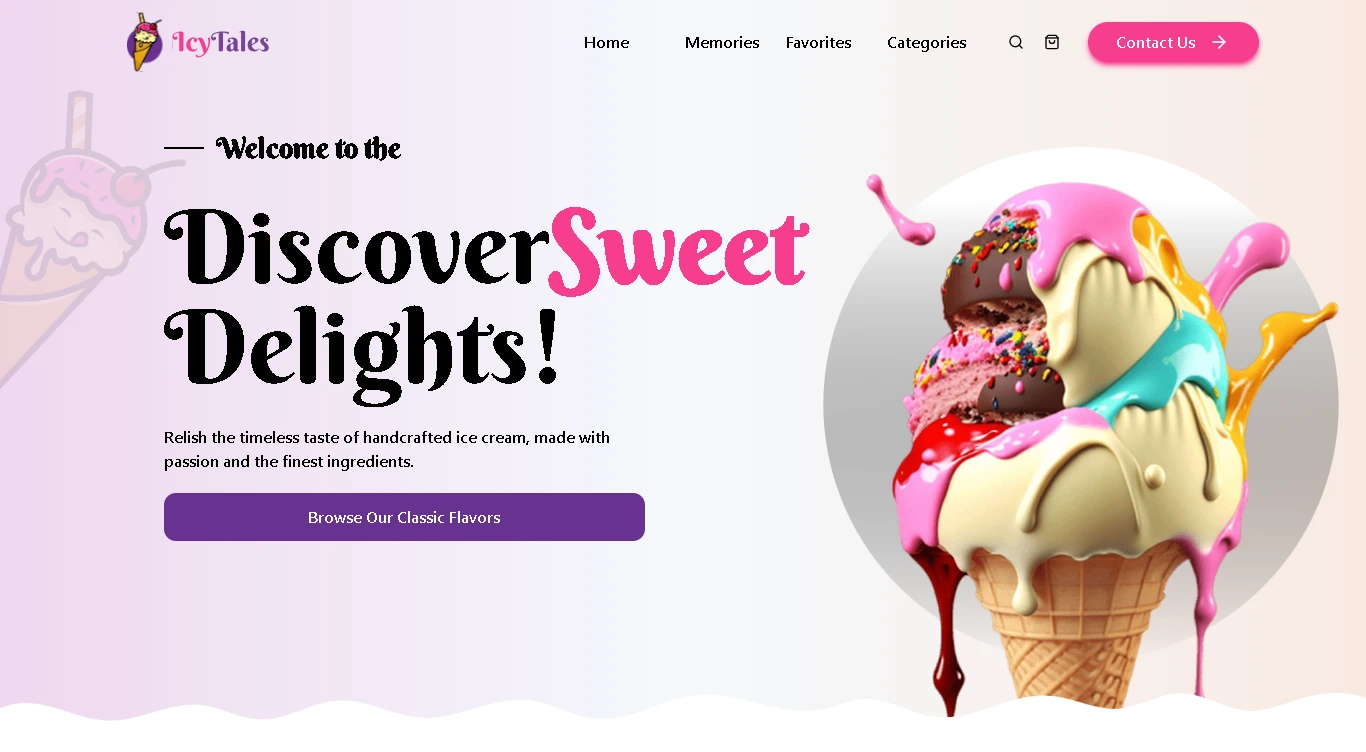 IcyTales
Home Memories Favorites Categories Contact Us
Welcome to the
DiscoverSweet
Delights!
Relish the timeless taste of handcrafted ice cream, made with
passion and the finest ingredients.
Browse Our Classic Flavors